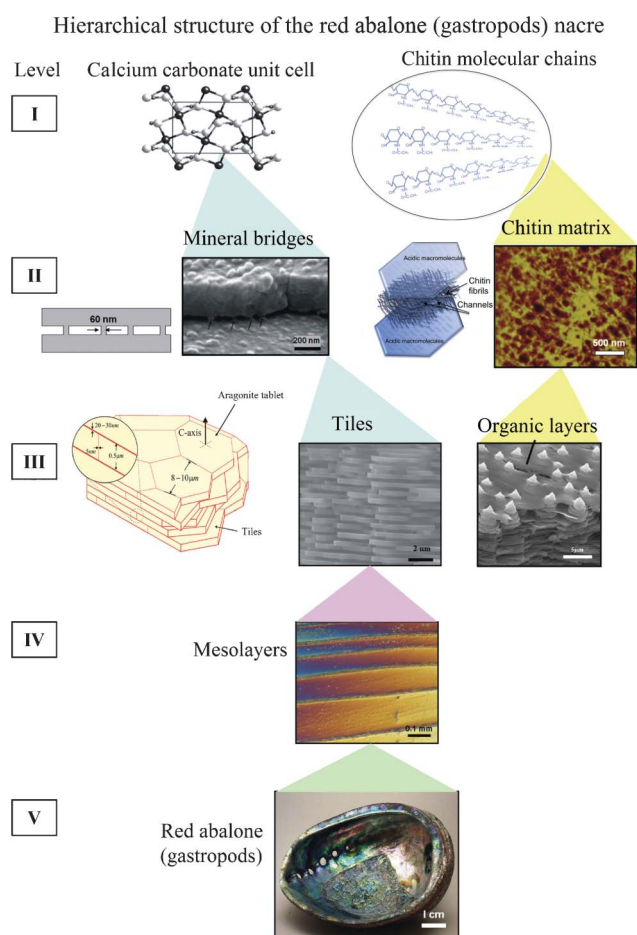 Hierarchical structure of the red abalone (gastropods) nacre
Level
Calcium carbonate unit cell
Chitin molecular chains
I
Mineral bridges
Chitin matrix
II
Acidic macromolecules
Chitin
fibrils
Channels
60 nm
200 nm
Acidic macromolecules
500 nm
Aragonite tablet
20-30nm
C-axis
5nm
0.5μm
8-10μm
Tiles
Organic layers
III
Tiles
2 um
5μm
IV
Mesolayers
0.1 mm
V
Red abalone
(gastropods)
1 cm